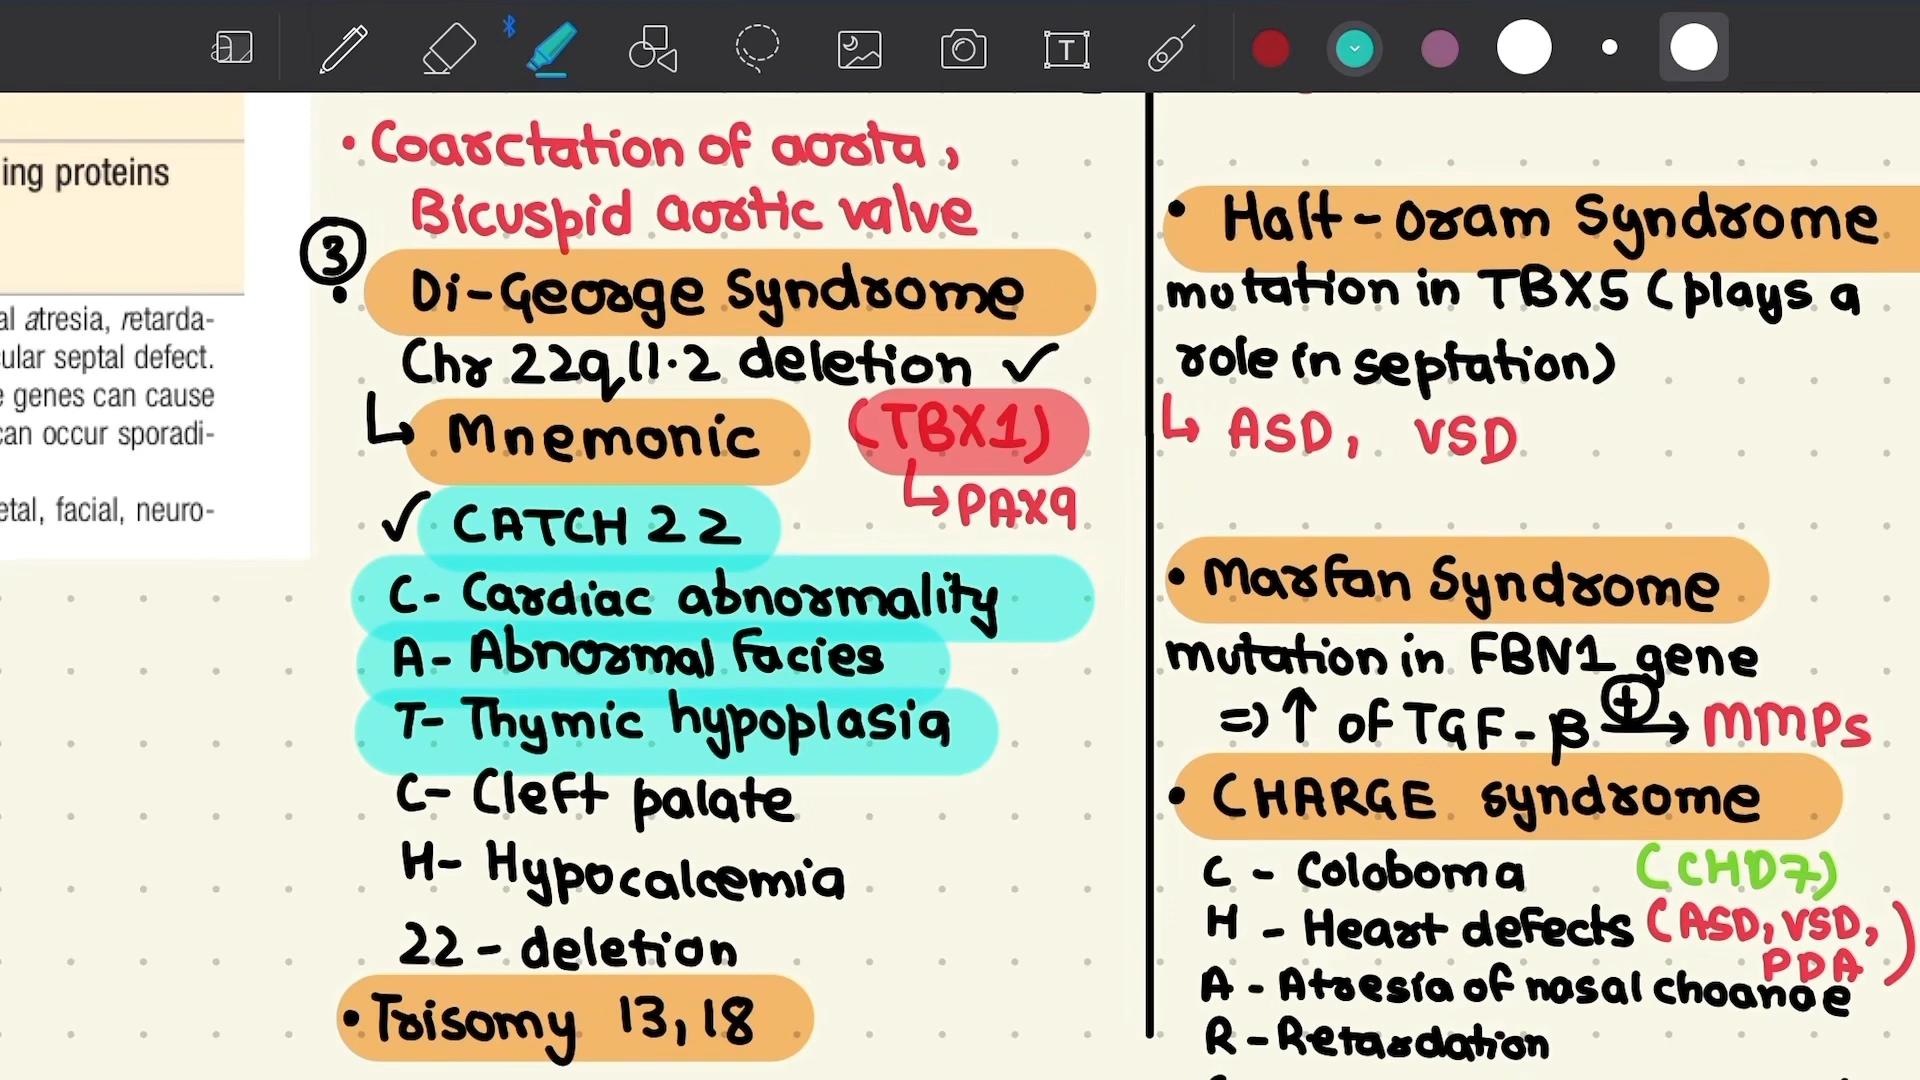 ing proteins
al atresia, retarda-
cular septal defect.
e genes can cause
can occur sporadi-
etal, facial, neuro-
• Coarctation of aorta,
Bicuspid aortic valve
3
• Di-George Syndrome
Chr 22q11.2 deletion ✓
↳ Mnemonic (TBX1)
↳ PAX9
✓ CATCH 22
C- Cardiac abnormality
A- Abnormal facies
T- Thymic hypoplasia
C- Cleft palate
H- Hypocalcemia
22 - deletion
• Trisomy 13, 18
• Halt-Oram Syndrome
mutation in TBX5 (plays a
role in septation)
↳ ASD, VSD
• Marfan Syndrome
mutation in FBN1 gene
=> ↑ of TGF-β ⊕→ MMPs
• CHARGE syndrome
C - Coloboma (CHD7)
H - Heart defects (ASD, VSD,
PDA)
A - Atresia of nasal choanae
R - Retardation